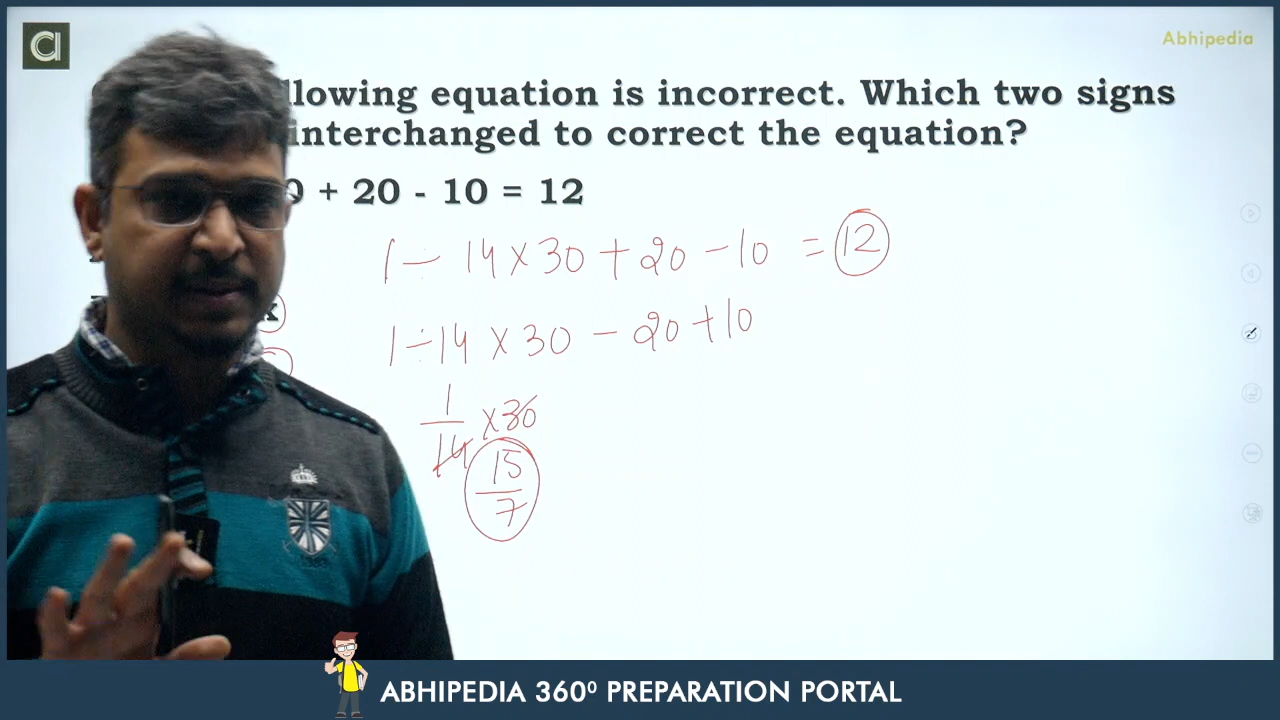 Abhipedia
llowing equation is incorrect. Which two signs
interchanged to correct the equation?
0 + 20 - 10 = 12
1 ÷ 14 × 30 + 20 - 10 = 12
x
1 ÷ 14 × 30 - 20 + 10
1/14 × 30
15/7
ABHIPEDIA 360⁰ PREPARATION PORTAL